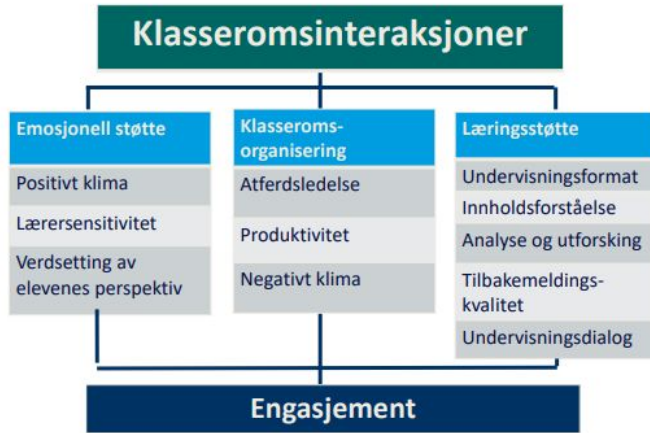 Klasseromsinteraksjoner
Emosjonell støtte
Positivt klima
Lærersensitivitet
Verdsetting av
elevenes perspektiv
Klasseroms-
organisering
Atferdsledelse
Produktivitet
Negativt klima
Læringsstøtte
Undervisningsformat
Innholdsforståelse
Analyse og utforsking
Tilbakemeldings-
kvalitet
Undervisningsdialog
Engasjement